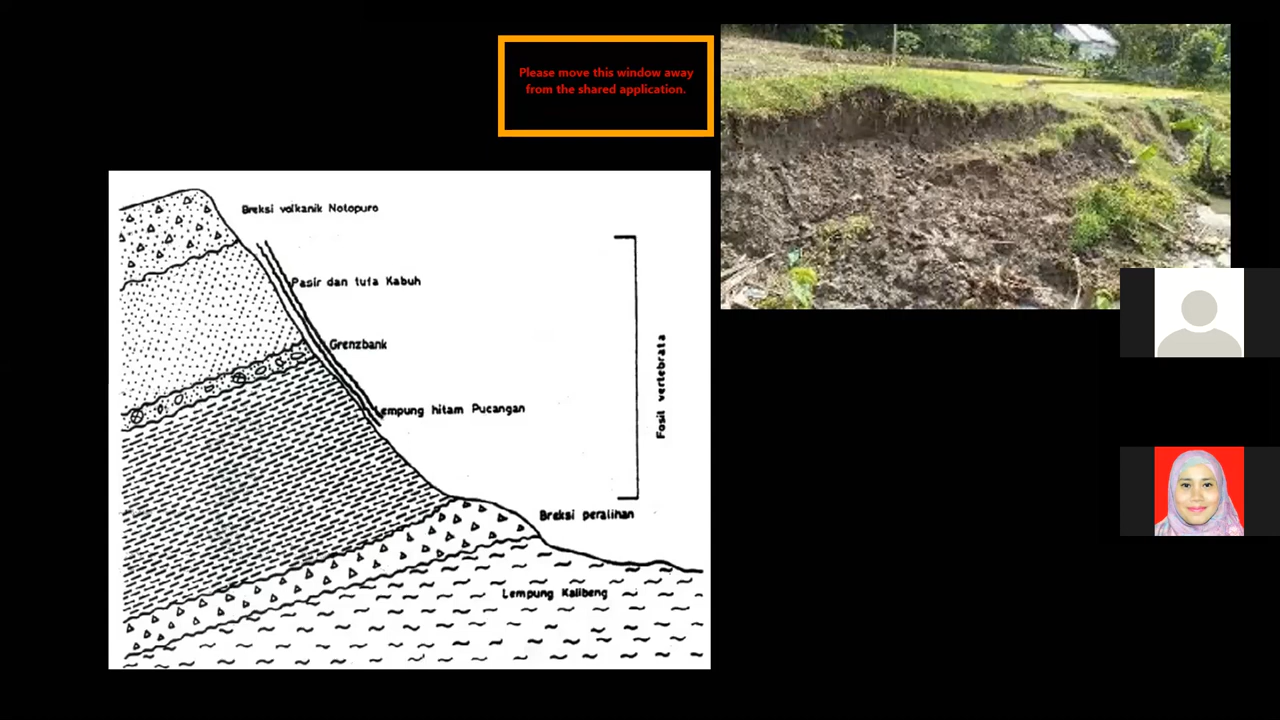 Please move this window away
from the shared application.
Breksi volkanik Notopuro
Pasir dan tufa Kabuh
Grenzbank
Lempung hitam Pucangan
Fosil vertebrata
Breksi peralihan
Lempung Kalibeng